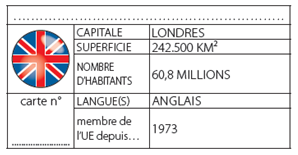 CAPITALE LONDRES
SUPERFICIE 242.500 KM²
NOMBRE
D'HABITANTS 60,8 MILLIONS
carte n° LANGUE(S) ANGLAIS
membre de
l'UE depuis... 1973